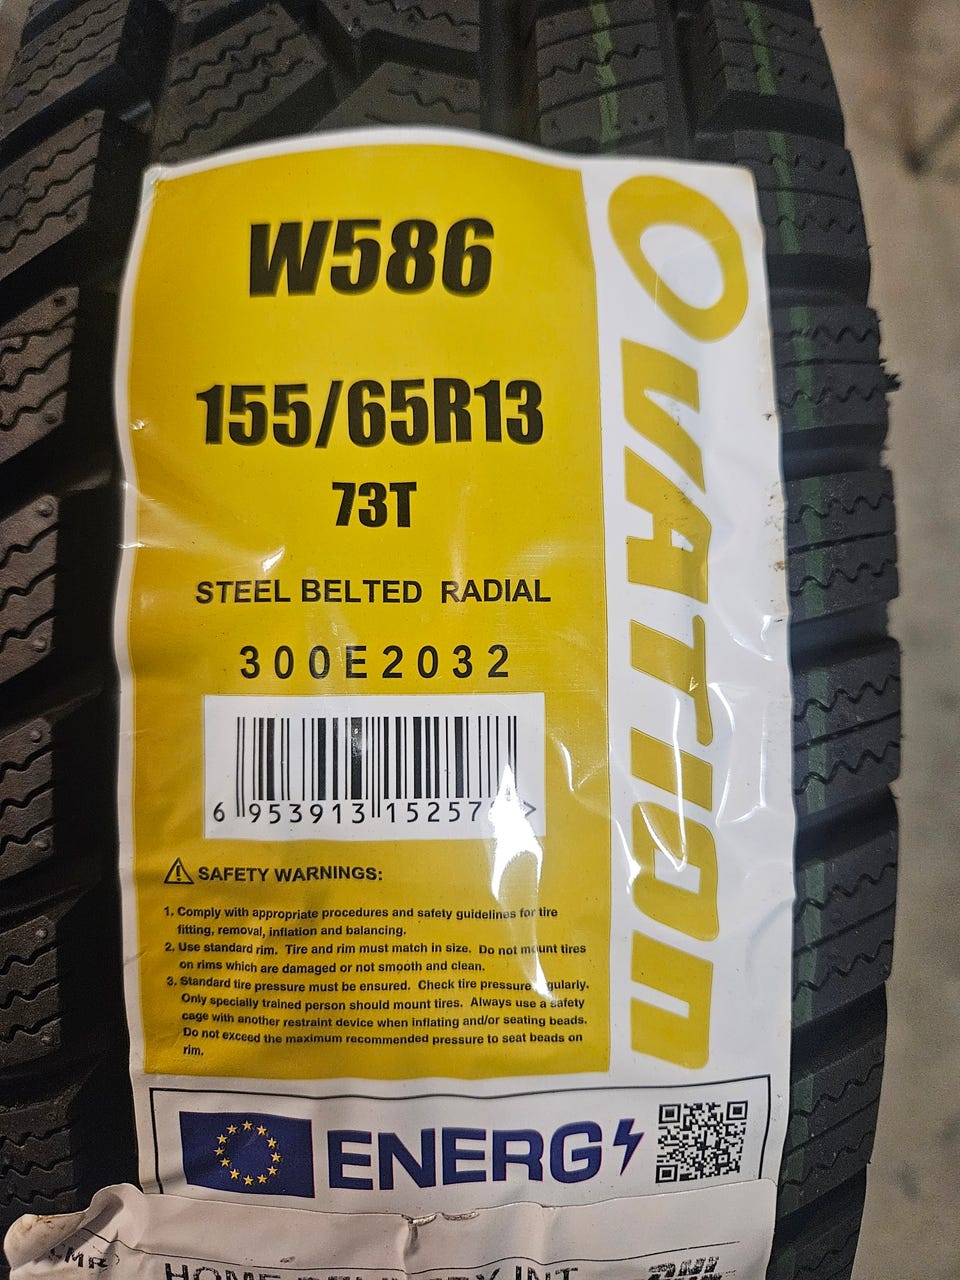 W586
155/65R13
73T
STEEL BELTED RADIAL
300E2032
6 953913 15257 >
SAFETY WARNINGS:
1. Comply with appropriate procedures and safety guidelines for tire
fitting, removal, inflation and balancing.
2. Use standard rim. Tire and rim must match in size. Do not mount tires
on rims which are damaged or not smooth and clean.
3. Standard tire pressure must be ensured. Check tire pressure regularly.
Only specially trained person should mount tires. Always use a safety
cage with another restraint device when inflating and/or seating beads.
Do not exceed the maximum recommended pressure to seat beads on
rim.
OVATION
ENERG
HOME DELIVERY INT